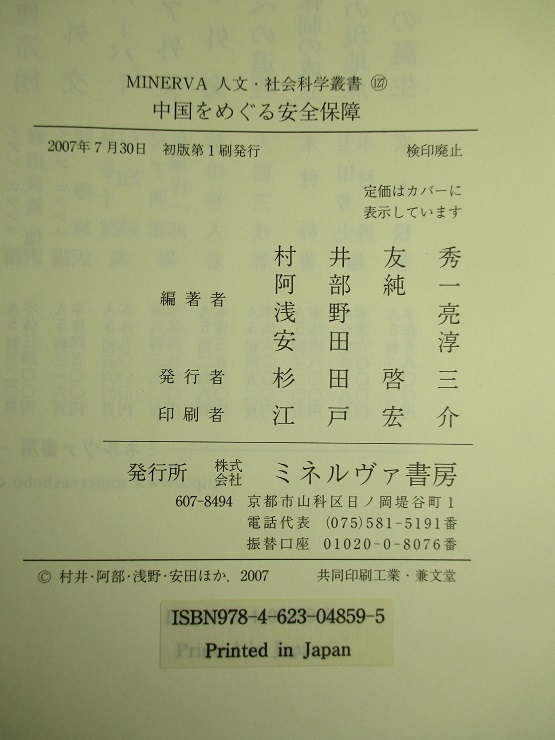 MINERVA 人文・社会科学叢書 ⑫⑦
中国をめぐる安全保障
2007年7月30日 初版第1刷発行 検印廃止
定価はカバーに
表示しています
編著者
村井友秀
阿部純一
浅野亮
安田淳
発行者 杉田啓三
印刷者 江戸宏介
発行所 株式会社 ミネルヴァ書房
607-8494 京都市山科区日ノ岡堤谷町1
電話代表 (075)581-5191番
振替口座 01020-0-8076番
© 村井・阿部・浅野・安田ほか, 2007 共同印刷工業・兼文堂
ISBN978-4-623-04859-5
Printed in Japan